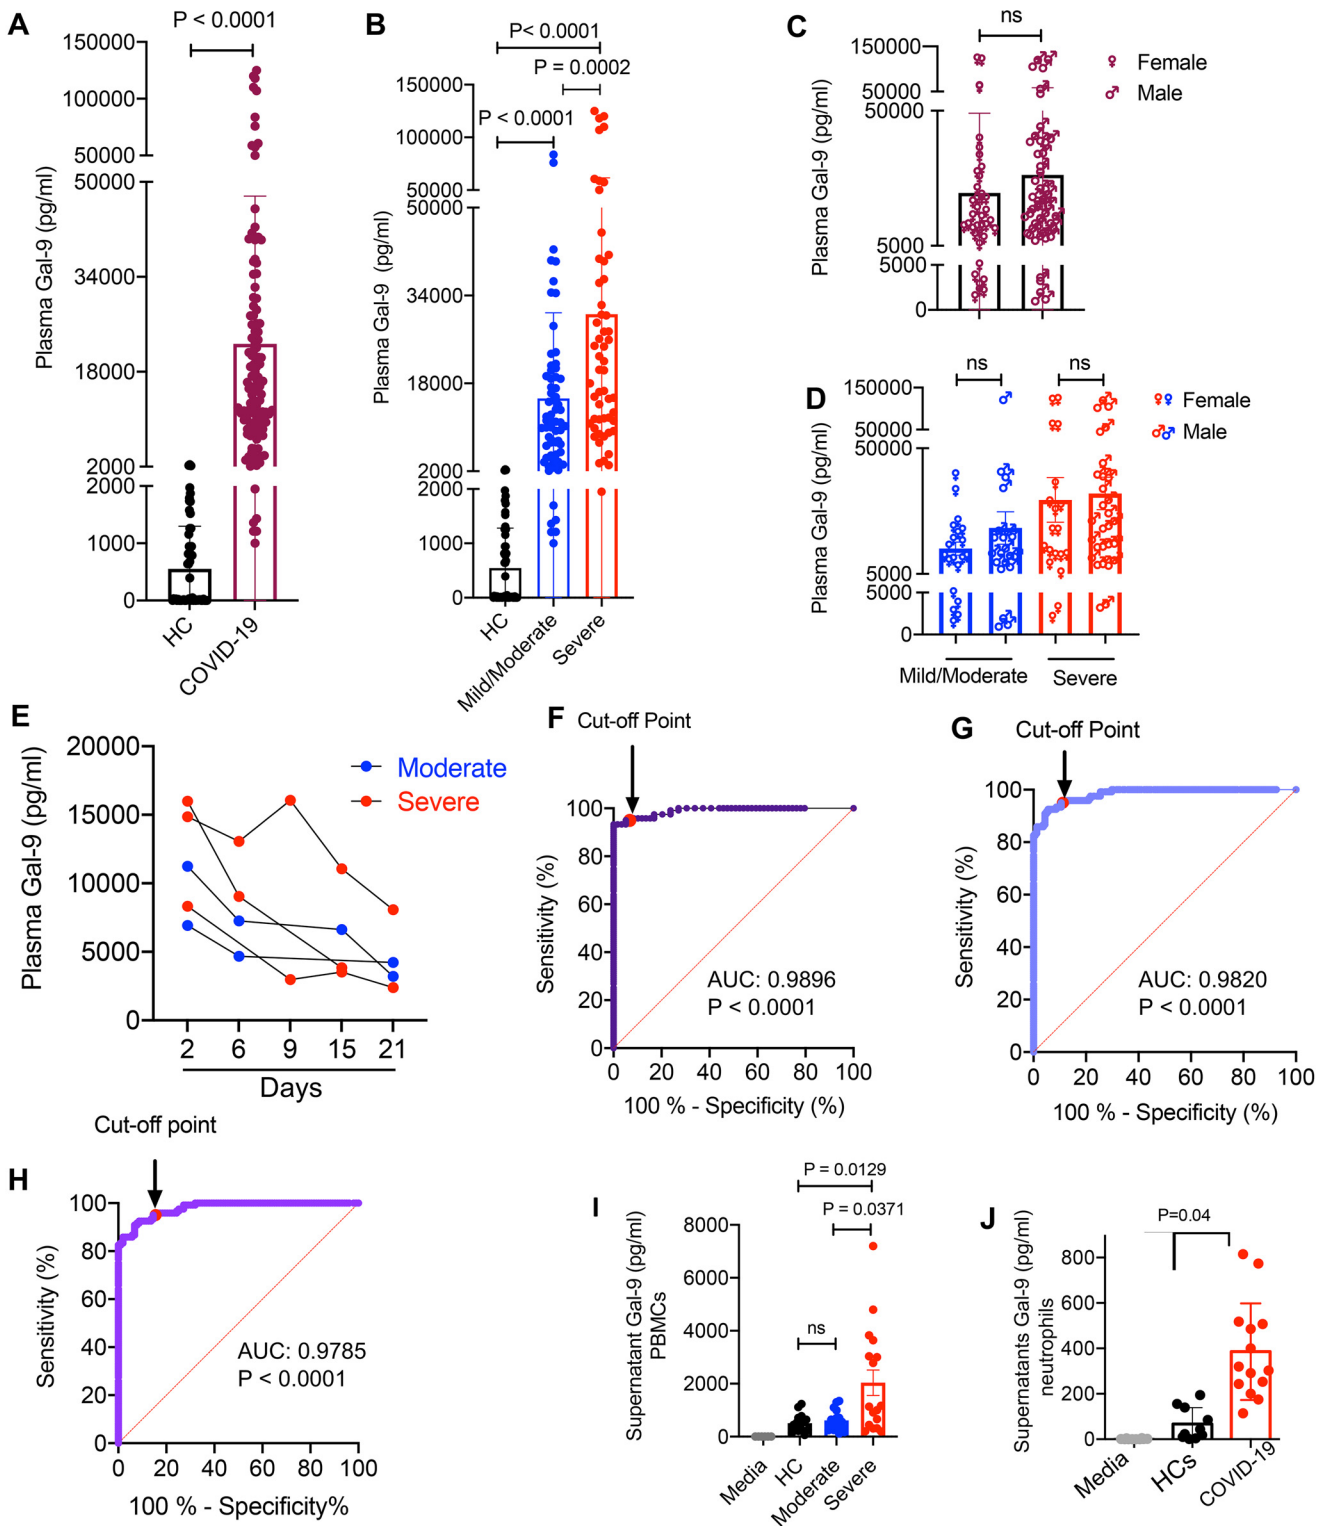 A
P < 0.0001
Plasma Gal-9 (pg/ml)
150000
100000
50000
50000
34000
18000
2000
2000
1000
0
HC
COVID-19
B
P< 0.0001
P = 0.0002
P < 0.0001
Plasma Gal-9 (pg/ml)
150000
100000
50000
50000
34000
18000
2000
2000
1000
0
HC
Mild/Moderate
Severe
C
ns
Plasma Gal-9 (pg/ml)
150000
50000
50000
5000
5000
0
♀ Female
♂ Male
D
ns
ns
Plasma Gal-9 (pg/ml)
150000
50000
50000
5000
5000
0
Mild/Moderate
Severe
♀♀ Female
♂♂ Male
E
Plasma Gal-9 (pg/ml)
20000
15000
10000
5000
0
2 6 9 15 21
Days
Moderate
Severe
F
Cut-off Point
Sensitivity (%)
100
80
60
40
20
0
AUC: 0.9896
P < 0.0001
0 20 40 60 80 100
100 % - Specificity (%)
G
Cut-off Point
Sensitivity (%)
100
80
60
40
20
0
AUC: 0.9820
P < 0.0001
0 20 40 60 80 100
100 % - Specificity (%)
H
Cut-off point
Sensitivity (%)
100
80
60
40
20
0
AUC: 0.9785
P < 0.0001
0 20 40 60 80 100
100 % - Specificity%
I
P = 0.0129
P = 0.0371
ns
Supernatant Gal-9 (pg/ml)
PBMCs
8000
6000
4000
2000
0
Media
HC
Moderate
Severe
J
P=0.04
Supernatants Gal-9 (pg/ml)
neutrophils
800
600
400
200
0
Media
HCs
COVID-19